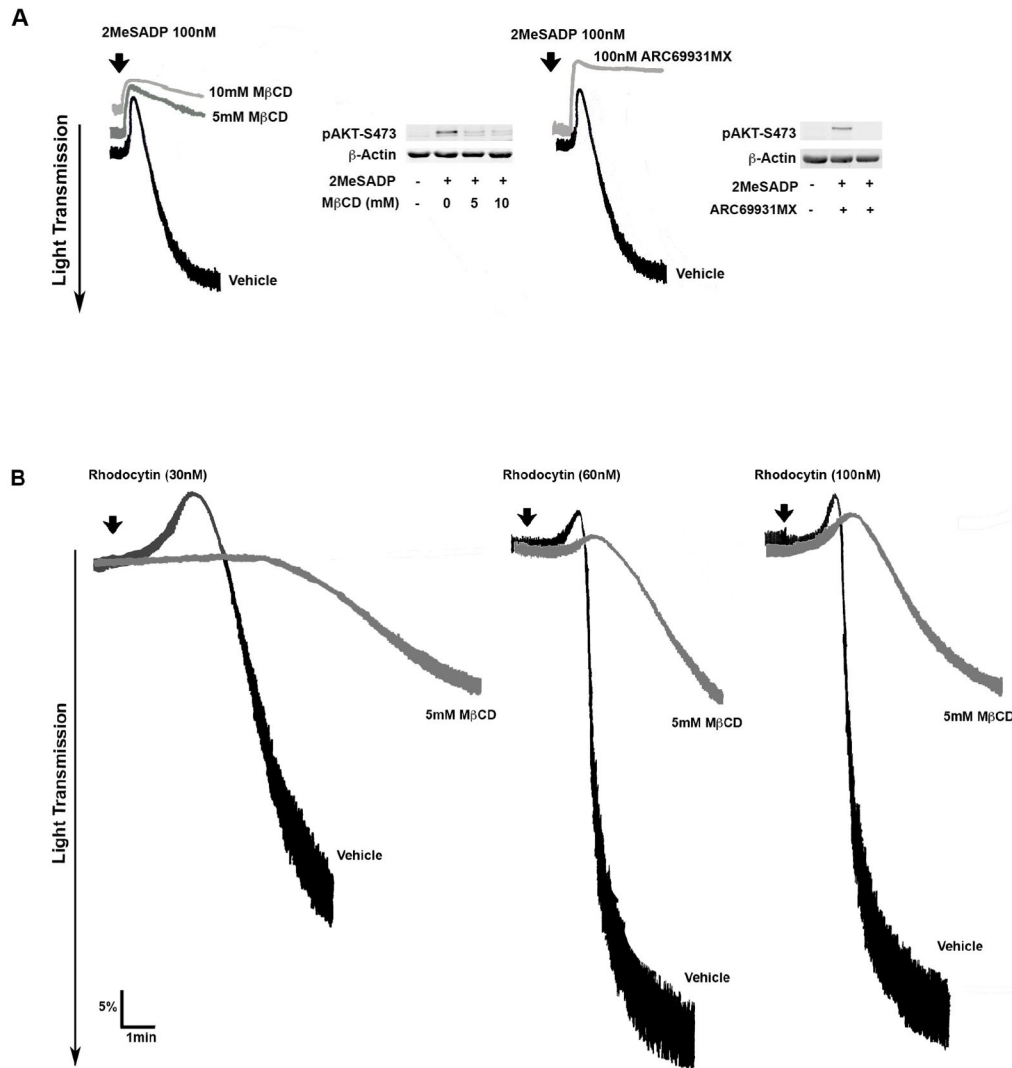 A
2MeSADP 100nM
10mM MβCD
5mM MβCD
Vehicle
Light Transmission
pAKT-S473
β-Actin
2MeSADP - + + +
MβCD (mM) - 0 5 10
2MeSADP 100nM
100nM ARC69931MX
Vehicle
pAKT-S473
β-Actin
2MeSADP - + +
ARC69931MX - + +
B
Rhodocytin (30nM)
5mM MβCD
Vehicle
Light Transmission
5%
1min
Rhodocytin (60nM)
5mM MβCD
Vehicle
Rhodocytin (100nM)
5mM MβCD
Vehicle